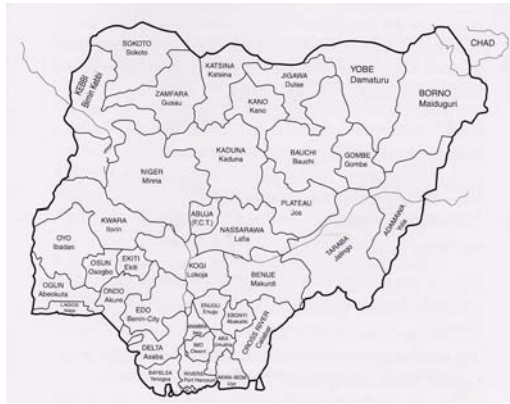 CHAD
SOKOTO
Sokoto
KATSINA
Katsina
JIGAWA
Dutse
YOBE
Damaturu
BORNO
Maiduguri
KEBBI
Birnin Kebbi
ZAMFARA
Gusau
KANO
Kano
KADUNA
Kaduna
BAUCHI
Bauchi
GOMBE
Gombe
NIGER
Minna
PLATEAU
Jos
ADAMAWA
Yola
KWARA
Ilorin
ABUJA
(F.C.T.)
NASSARAWA
Lafia
TARABA
Jalingo
OYO
Ibadan
OSUN
Osogbo
EKITI
Ekiti
KOGI
Lokoja
BENUE
Makurdi
OGUN
Abeokuta
ONDO
Akure
LAGOS
EDO
Benin-City
ENUGU
Enugu
EBONYI
Abakaliki
CROSS RIVER
Calabar
ABIA
Umuahia
IMO
Owerri
DELTA
Asaba
BAYELSA
Yenogoa
RIVERS
Port Harcourt
AKWA-IBOM
Uyo